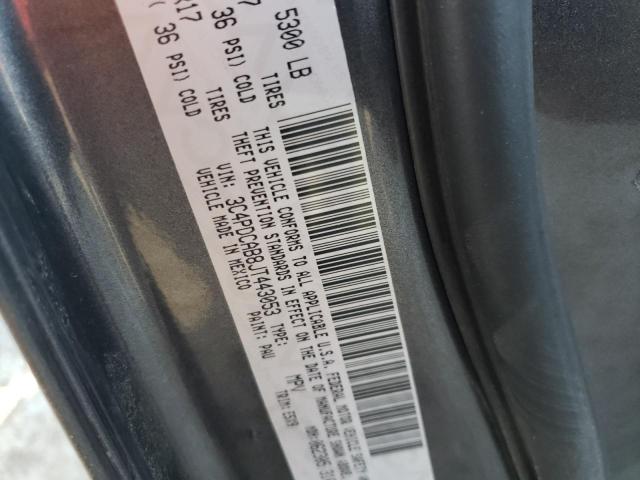 5300 LB
TIRES
36 PSI) COLD
R17
TIRES
36 PSI) COLD
THIS VEHICLE CONFORMS TO ALL APPLICABLE U.S.A. FEDERAL MOTOR VEHICLE SAFETY
THEFT PREVENTION STANDARDS IN EFFECT ON THE DATE OF MANUFACTURE SHOWN ABOVE.
VIN: 3C4PDCAB8JT443053 TYPE: MPV
VEHICLE MADE IN MEXICO PAINT: PAU TRIM: